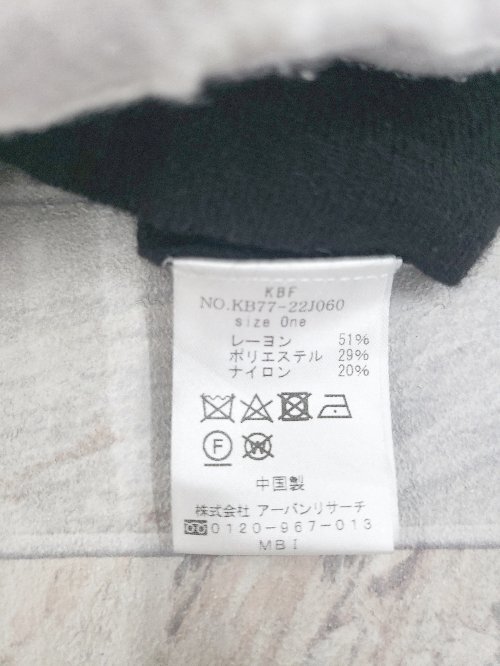 KBF
NO.KB77-22J060
size One
レーヨン 51%
ポリエステル 29%
ナイロン 20%
F
W
中国製
株式会社 アーバンリサーチ
0120-967-013
MBI